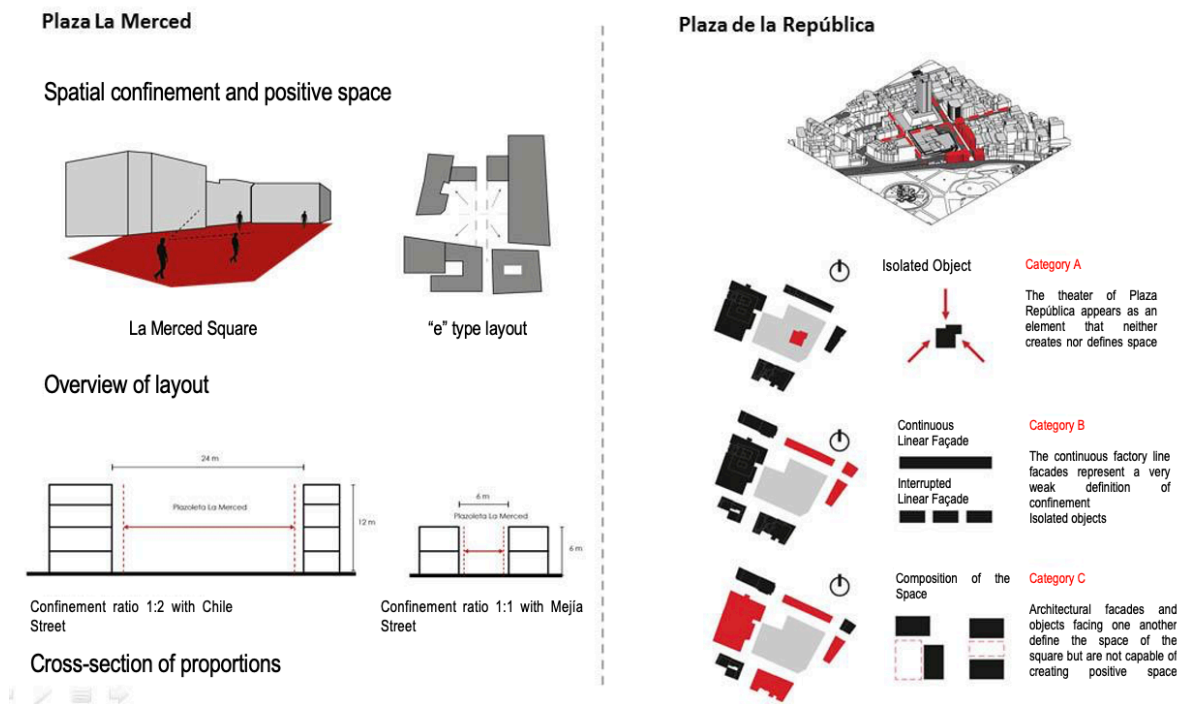 Plaza La Merced
Spatial confinement and positive space
La Merced Square
“e” type layout
Overview of layout
24 m
Plazoleta La Merced
12 m
6 m
Plazoleta La Merced
6 m
Confinement ratio 1:2 with Chile
Street
Confinement ratio 1:1 with Mejía
Street
Cross-section of proportions
Plaza de la República
Isolated Object
Category A
The theater of Plaza
República appears as an
element that neither
creates nor defines space
Continuous
Linear Façade
Interrupted
Linear Façade
Category B
The continuous factory line
facades represent a very
weak definition of
confinement
Isolated objects
Composition of the
Space
Category C
Architectural facades and
objects facing one another
define the space of the
square but are not capable of
creating positive space